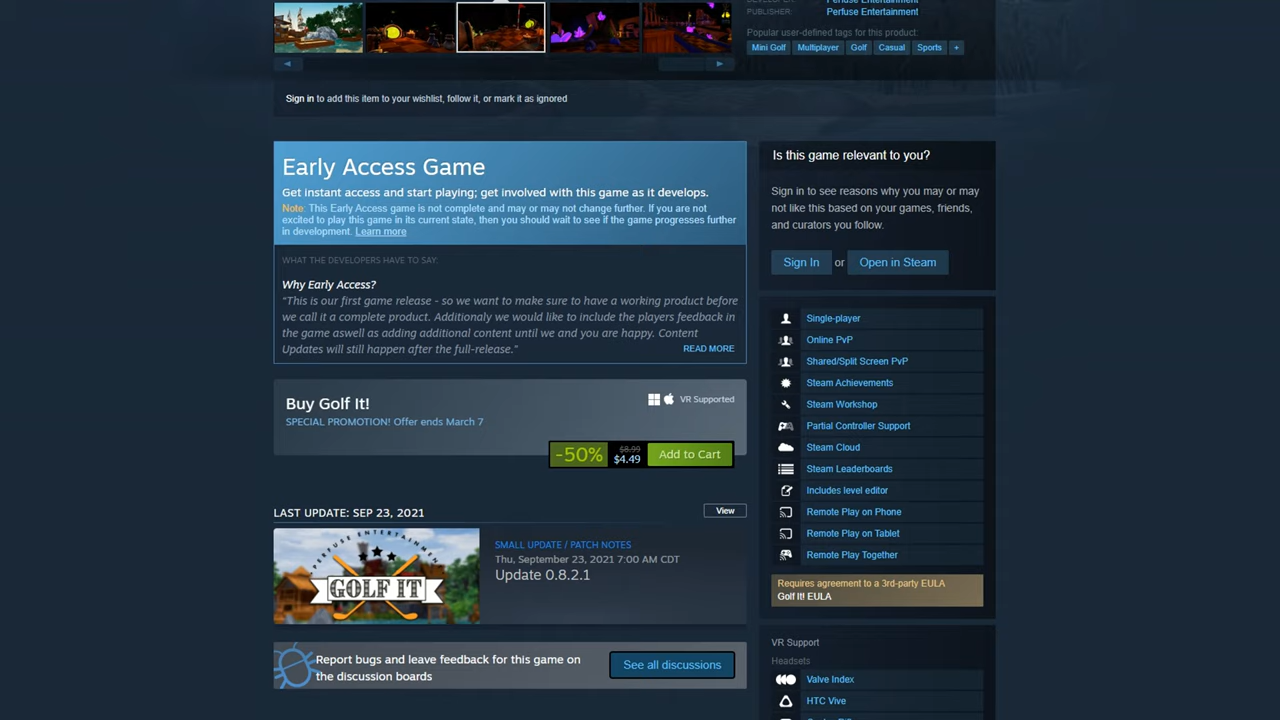 PUBLISHER:
Perfuse Entertainment
Perfuse Entertainment
Popular user-defined tags for this product:
Mini Golf
Multiplayer
Golf
Casual
Sports
+
Sign in to add this item to your wishlist, follow it, or mark it as ignored
Early Access Game
Get instant access and start playing; get involved with this game as it develops.
Note: This Early Access game is not complete and may or may not change further. If you are not
excited to play this game in its current state, then you should wait to see if the game progresses further
in development. Learn more
WHAT THE DEVELOPERS HAVE TO SAY:
Why Early Access?
“This is our first game release - so we want to make sure to have a working product before
we call it a complete product. Additionaly we would like to include the players feedback in
the game aswell as adding additional content until we and you are happy. Content
Updates will still happen after the full-release.”
READ MORE
Buy Golf It!
VR Supported
SPECIAL PROMOTION! Offer ends March 7
-50%
$8.99
$4.49
Add to Cart
LAST UPDATE: SEP 23, 2021
View
PERFUSE ENTERTAINMENT
GOLF IT
SMALL UPDATE / PATCH NOTES
Thu, September 23, 2021 7:00 AM CDT
Update 0.8.2.1
Report bugs and leave feedback for this game on
the discussion boards
See all discussions
Is this game relevant to you?
Sign in to see reasons why you may or may
not like this based on your games, friends,
and curators you follow.
Sign In or Open in Steam
Single-player
Online PvP
Shared/Split Screen PvP
Steam Achievements
Steam Workshop
Partial Controller Support
Steam Cloud
Steam Leaderboards
Includes level editor
Remote Play on Phone
Remote Play on Tablet
Remote Play Together
Requires agreement to a 3rd-party EULA
Golf It! EULA
VR Support
Headsets
Valve Index
HTC Vive